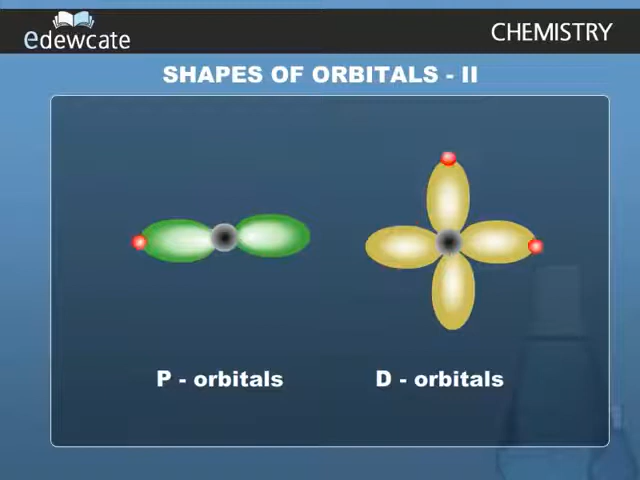 edewcate
CHEMISTRY
SHAPES OF ORBITALS - II
P - orbitals
D - orbitals